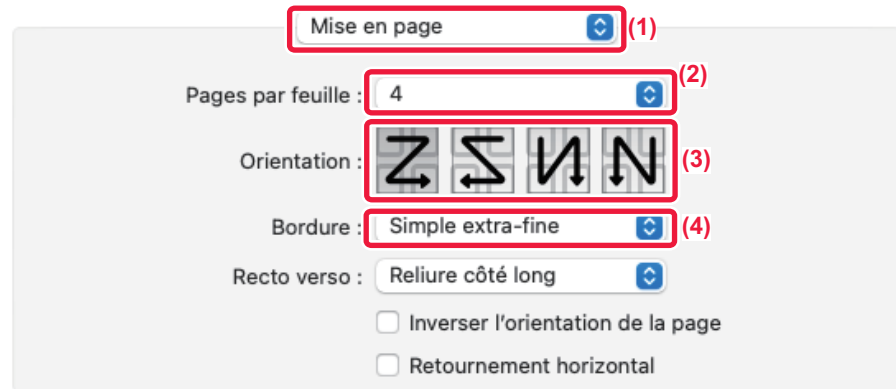 Mise en page (1)
(2)
Pages par feuille : 4
Orientation : (3)
Bordure : Simple extra-fine (4)
Recto verso : Reliure côté long
Inverser l'orientation de la page
Retournement horizontal